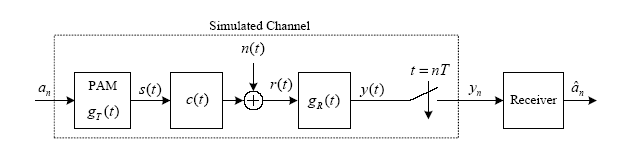 Simulated Channel
n(t)
a_n
PAM
g_T(t)
s(t)
c(t)
r(t)
g_R(t)
y(t)
t = nT
y_n
Receiver
â_n